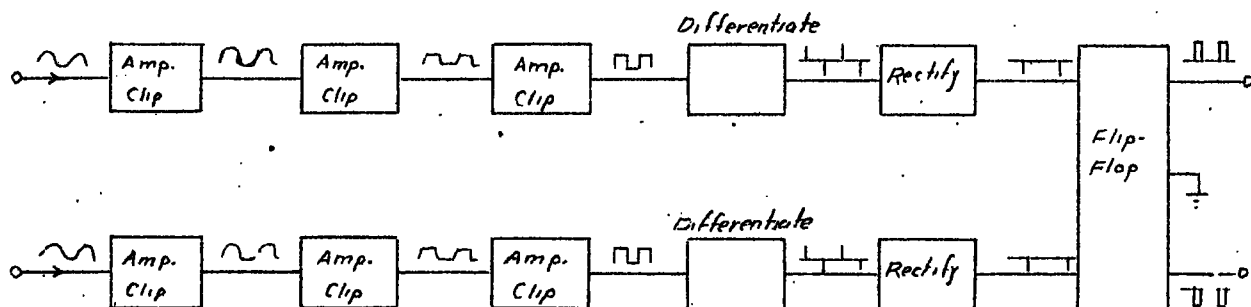 Differentiate
Amp.
Clip
Amp.
Clip
Amp.
Clip
Rectify
Flip-
Flop
Differentiate
Amp.
Clip
Amp.
Clip
Amp.
Clip
Rectify